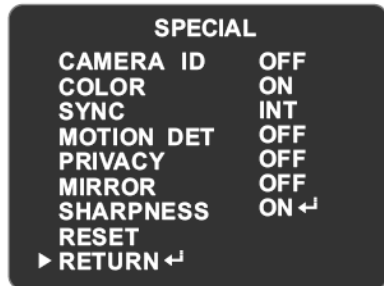 SPECIAL
CAMERA ID OFF
COLOR ON
SYNC INT
MOTION DET OFF
PRIVACY OFF
MIRROR OFF
SHARPNESS ON↵
RESET
▶ RETURN↵